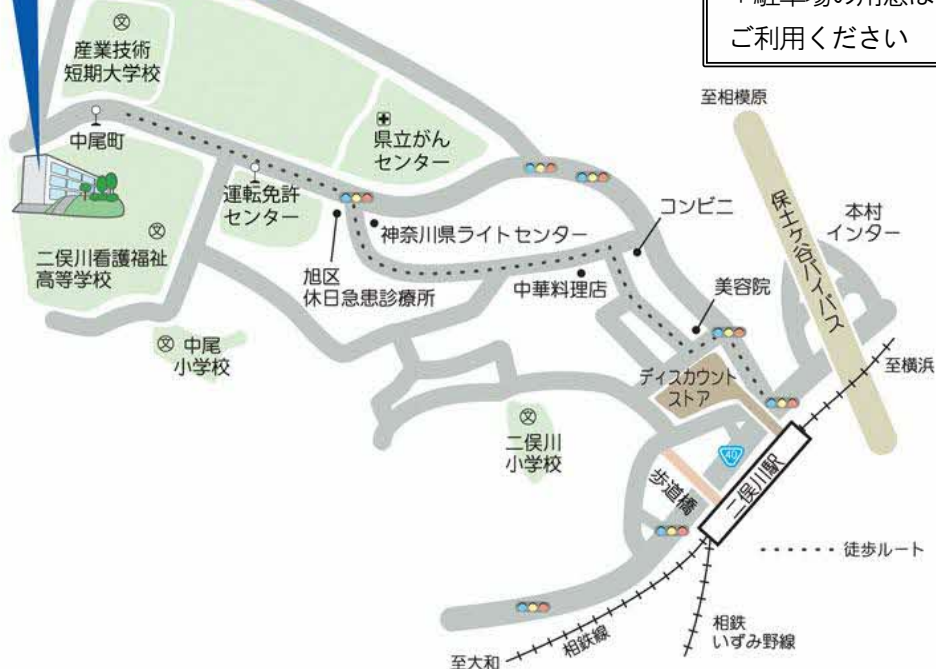 産業技術
短期大学校
ご利用ください
至相模原
中尾町
県立がん
センター
運転免許
センター
コンビニ
保土ヶ谷バイパス
本村
インター
神奈川県ライトセンター
二俣川看護福祉
高等学校
旭区
休日急患診療所
中華料理店
美容院
中尾
小学校
ディスカウント
ストア
至横浜
二俣川
小学校
40
歩道橋
二俣川駅
徒歩ルート
相鉄線
相鉄
いずみ野線
至大和